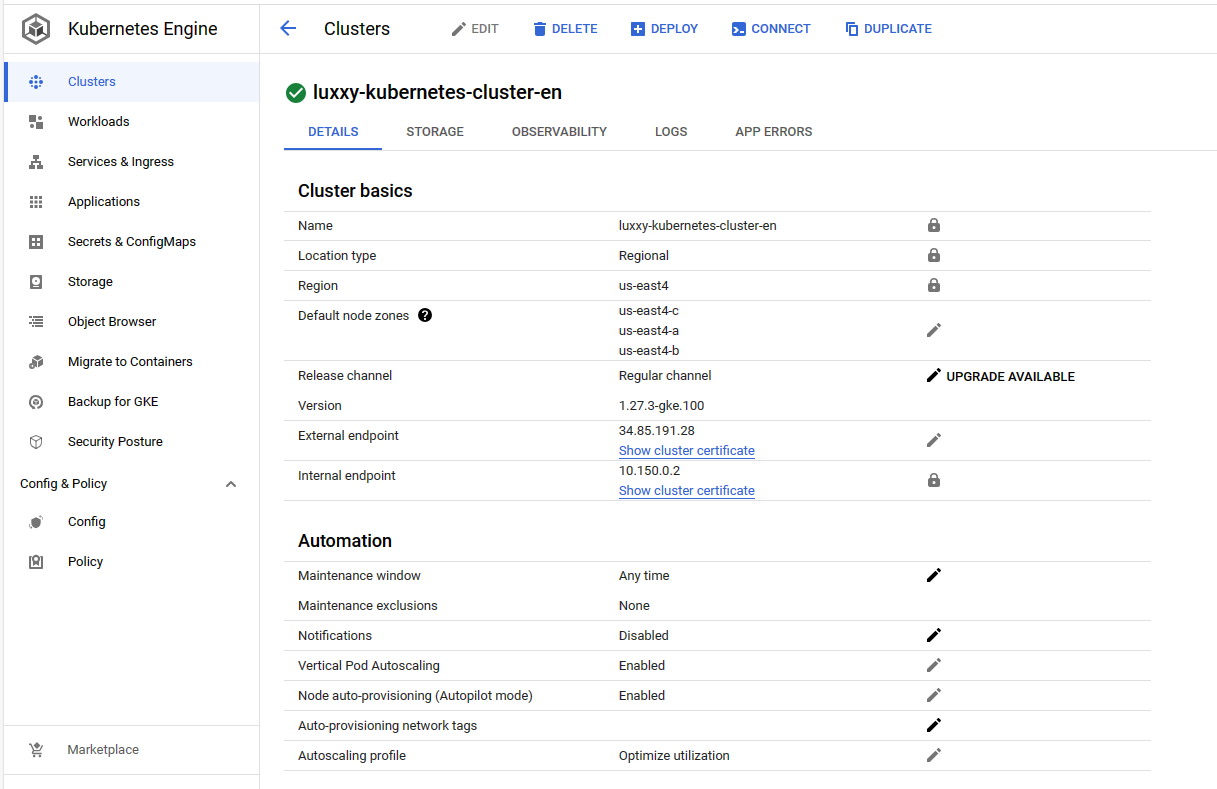 Kubernetes Engine
Clusters
EDIT
DELETE
DEPLOY
CONNECT
DUPLICATE
Clusters
Workloads
Services & Ingress
Applications
Secrets & ConfigMaps
Storage
Object Browser
Migrate to Containers
Backup for GKE
Security Posture
Config & Policy
Config
Policy
Marketplace
luxxy-kubernetes-cluster-en
DETAILS STORAGE OBSERVABILITY LOGS APP ERRORS
Cluster basics
Name luxxy-kubernetes-cluster-en
Location type Regional
Region us-east4
Default node zones ? us-east4-c
us-east4-a
us-east4-b
Release channel Regular channel UPGRADE AVAILABLE
Version 1.27.3-gke.100
External endpoint 34.85.191.28
Show cluster certificate
Internal endpoint 10.150.0.2
Show cluster certificate
Automation
Maintenance window Any time
Maintenance exclusions None
Notifications Disabled
Vertical Pod Autoscaling Enabled
Node auto-provisioning (Autopilot mode) Enabled
Auto-provisioning network tags
Autoscaling profile Optimize utilization